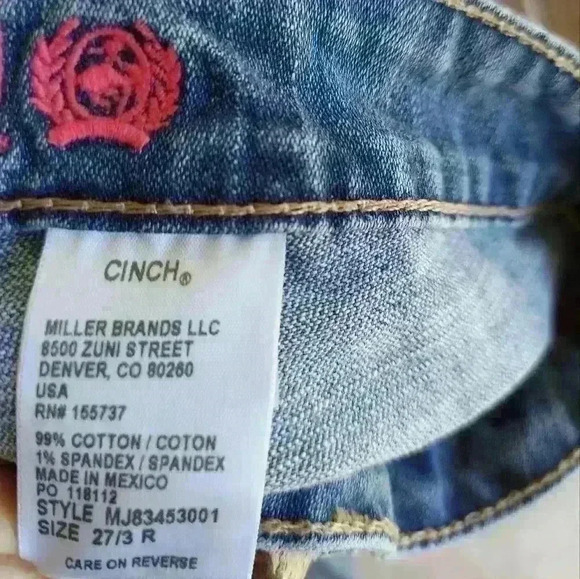 CINCH®
MILLER BRANDS LLC
8500 ZUNI STREET
DENVER, CO 80260
USA
RN# 155737
99% COTTON / COTON
1% SPANDEX / SPANDEX
MADE IN MEXICO
PO 118112
STYLE MJ83453001
SIZE 27/3 R
CARE ON REVERSE